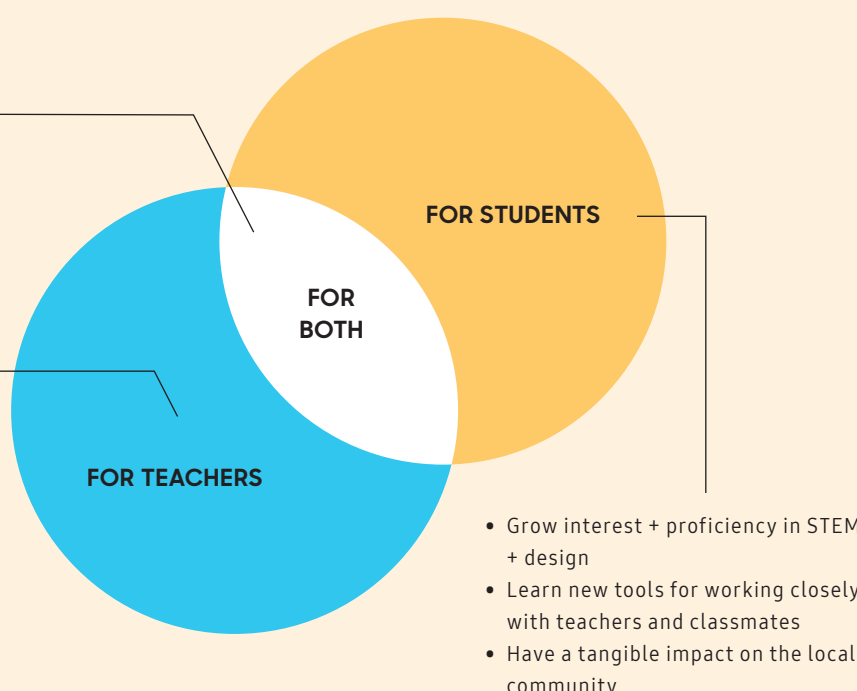 FOR STUDENTS
FOR
BOTH
FOR TEACHERS
• Grow interest + proficiency in STEM
+ design
• Learn new tools for working closely
with teachers and classmates
• Have a tangible impact on the local
community